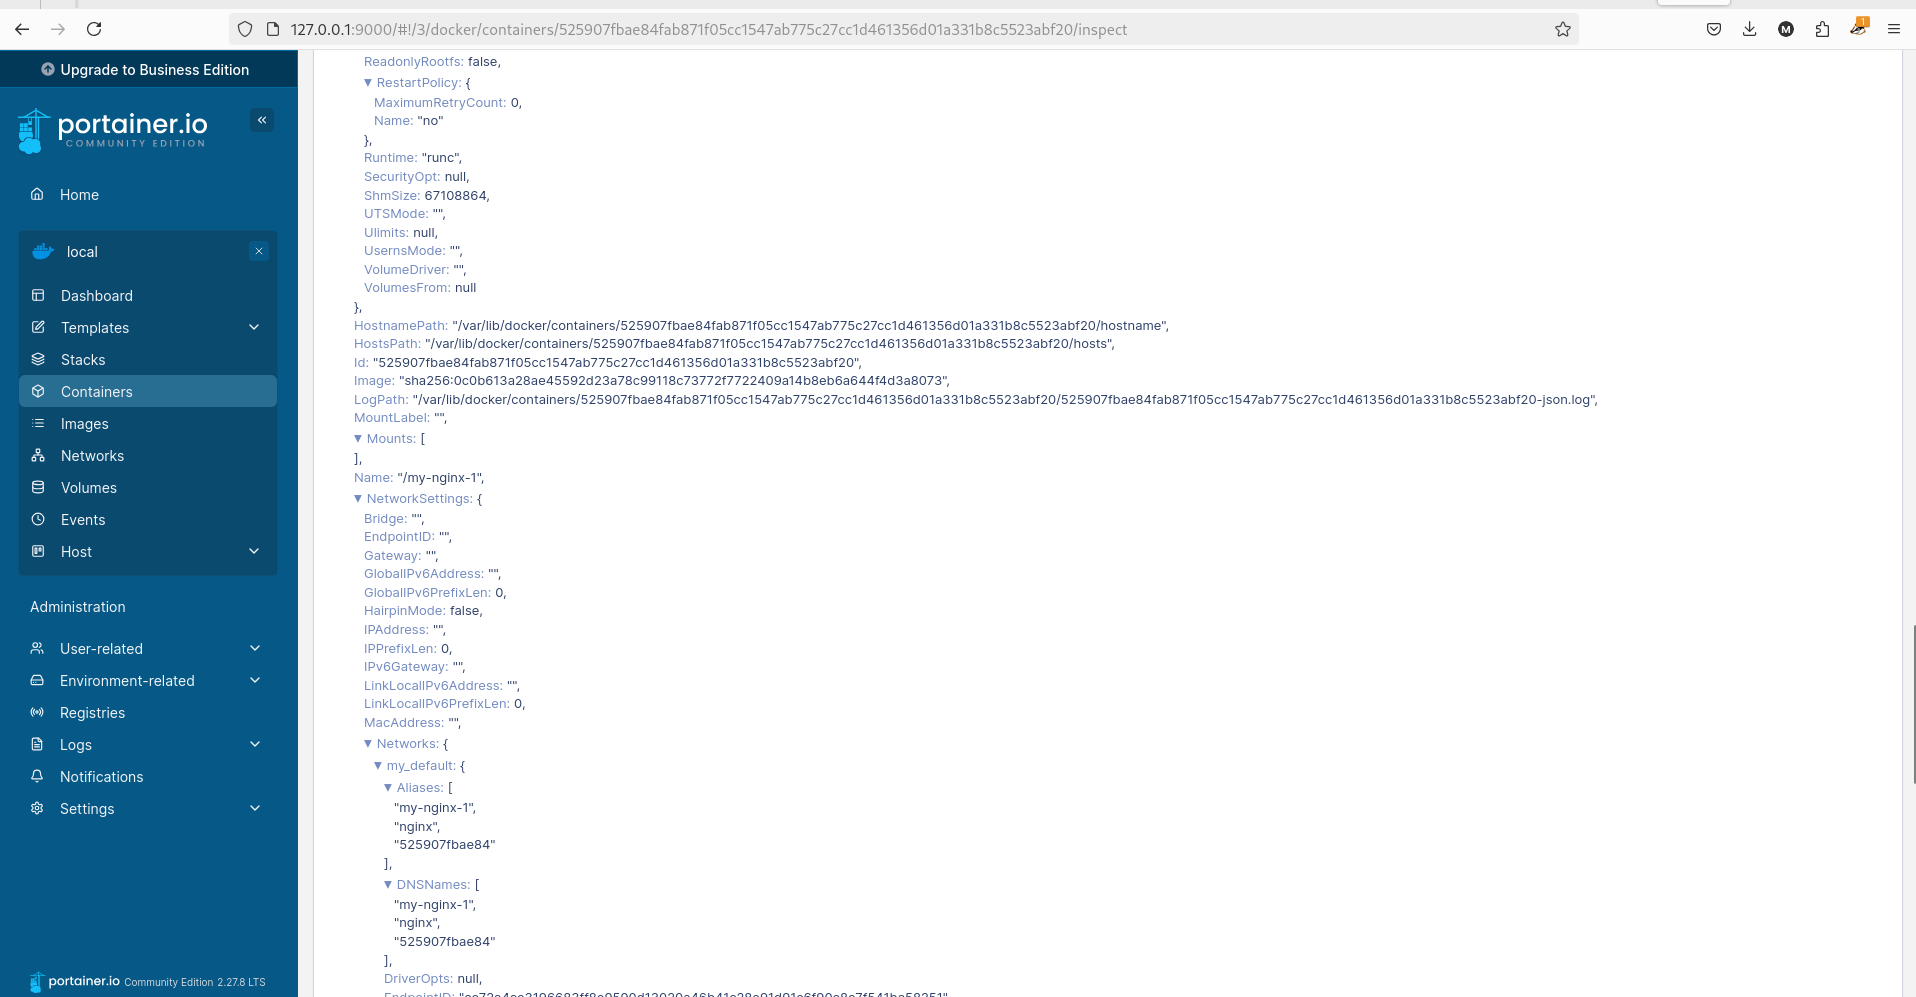 127.0.0.1:9000/#!/3/docker/containers/525907fbae84fab871f05cc1547ab775c27cc1d461356d01a331b8c5523abf20/inspect
M
1
Upgrade to Business Edition
portainer.io
COMMUNITY EDITION
Home
local
Dashboard
Templates
Stacks
Containers
Images
Networks
Volumes
Events
Host
Administration
User-related
Environment-related
Registries
Logs
Notifications
Settings
portainer.io Community Edition 2.27.8 LTS
ReadonlyRootfs: false,
▼ RestartPolicy: {
MaximumRetryCount: 0,
Name: "no"
},
Runtime: "runc",
SecurityOpt: null,
ShmSize: 67108864,
UTSMode: "",
Ulimits: null,
UsernsMode: "",
VolumeDriver: "",
VolumesFrom: null
},
HostnamePath: "/var/lib/docker/containers/525907fbae84fab871f05cc1547ab775c27cc1d461356d01a331b8c5523abf20/hostname",
HostsPath: "/var/lib/docker/containers/525907fbae84fab871f05cc1547ab775c27cc1d461356d01a331b8c5523abf20/hosts",
Id: "525907fbae84fab871f05cc1547ab775c27cc1d461356d01a331b8c5523abf20",
Image: "sha256:0c0b613a28ae45592d23a78c99118c73772f7722409a14b8eb6a644f4d3a8073",
LogPath: "/var/lib/docker/containers/525907fbae84fab871f05cc1547ab775c27cc1d461356d01a331b8c5523abf20/525907fbae84fab871f05cc1547ab775c27cc1d461356d01a331b8c5523abf20-json.log",
MountLabel: "",
▼ Mounts: [
],
Name: "/my-nginx-1",
▼ NetworkSettings: {
Bridge: "",
EndpointID: "",
Gateway: "",
GlobalIPv6Address: "",
GlobalIPv6PrefixLen: 0,
HairpinMode: false,
IPAddress: "",
IPPrefixLen: 0,
IPv6Gateway: "",
LinkLocalIPv6Address: "",
LinkLocalIPv6PrefixLen: 0,
MacAddress: "",
▼ Networks: {
▼ my_default: {
▼ Aliases: [
"my-nginx-1",
"nginx",
"525907fbae84"
],
▼ DNSNames: [
"my-nginx-1",
"nginx",
"525907fbae84"
],
DriverOpts: null,
EndpointID: